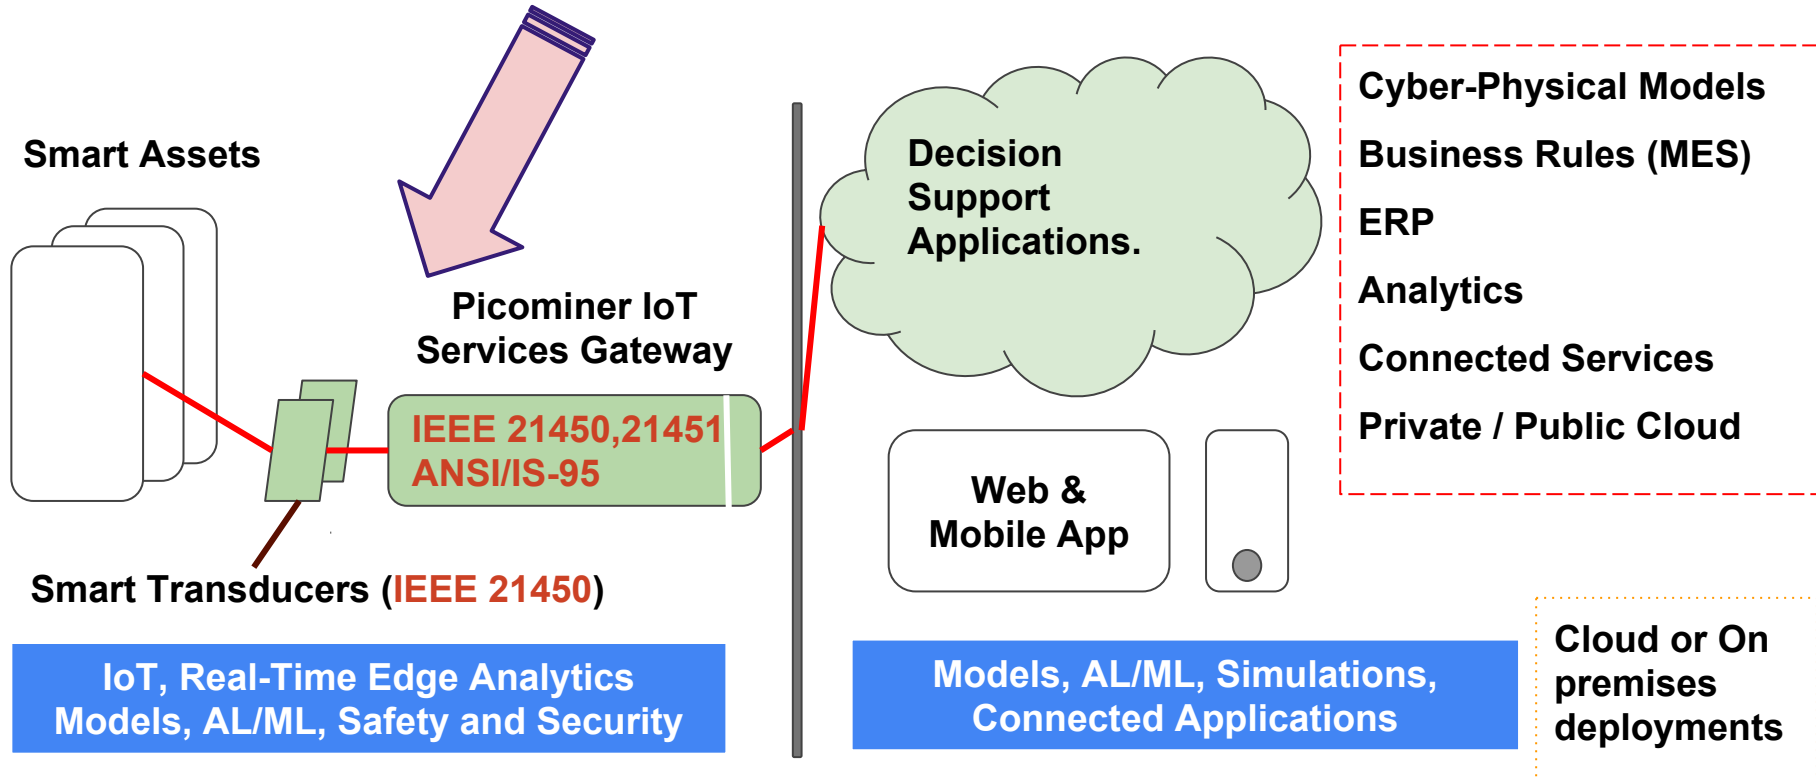 Smart Assets
Picominer IoT
Services Gateway
IEEE 21450,21451
ANSI/IS-95
Smart Transducers (IEEE 21450)
IoT, Real-Time Edge Analytics
Models, AL/ML, Safety and Security
Decision
Support
Applications.
Web &
Mobile App
Models, AL/ML, Simulations,
Connected Applications
Cyber-Physical Models
Business Rules (MES)
ERP
Analytics
Connected Services
Private / Public Cloud
Cloud or On
premises
deployments